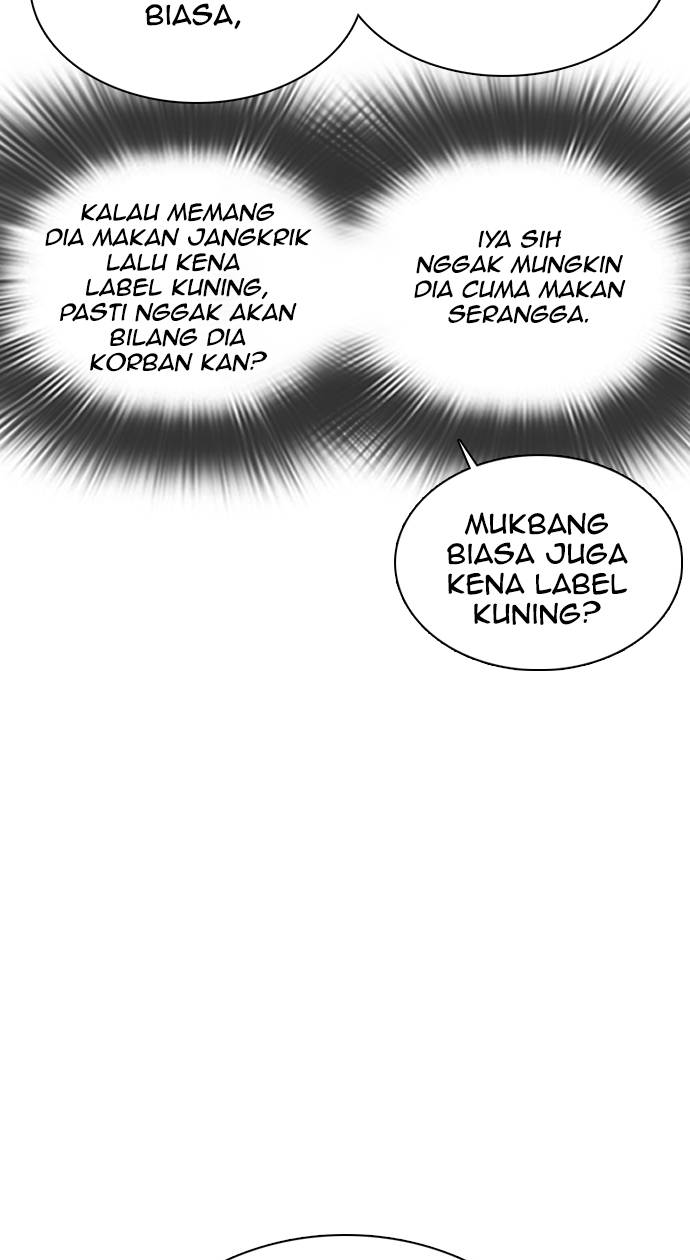 BIASA,
KALAU MEMANG
DIA MAKAN JANGKRIK
LALU KENA
LABEL KUNING,
PASTI NGGAK AKAN
BILANG DIA
KORBAN KAN?
IYA SIH
NGGAK MUNGKIN
DIA CUMA MAKAN
SERANGGA.
MUKBANG
BIASA JUGA
KENA LABEL
KUNING?